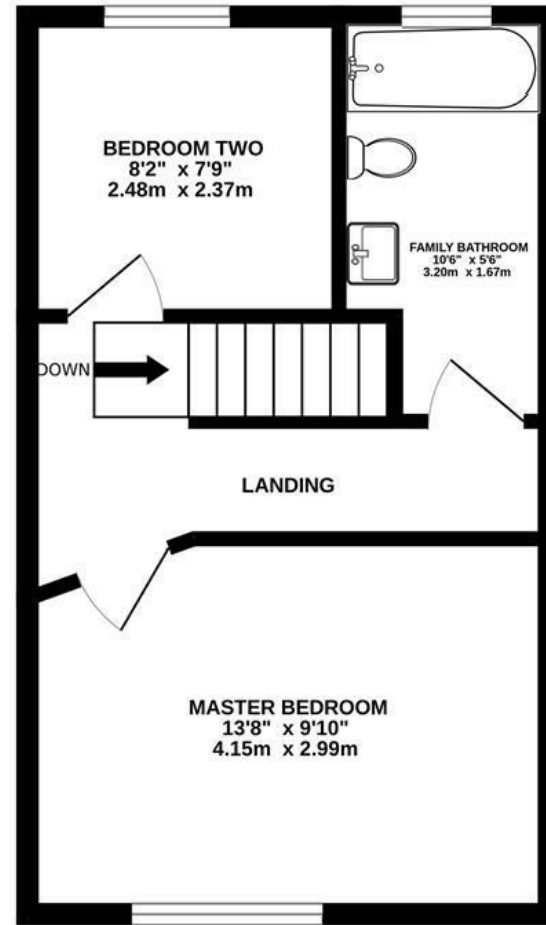 BEDROOM TWO
8'2" x 7'9"
2.48m x 2.37m
FAMILY BATHROOM
10'6" x 5'6"
3.20m x 1.67m
DOWN
LANDING
MASTER BEDROOM
13'8" x 9'10"
4.15m x 2.99m